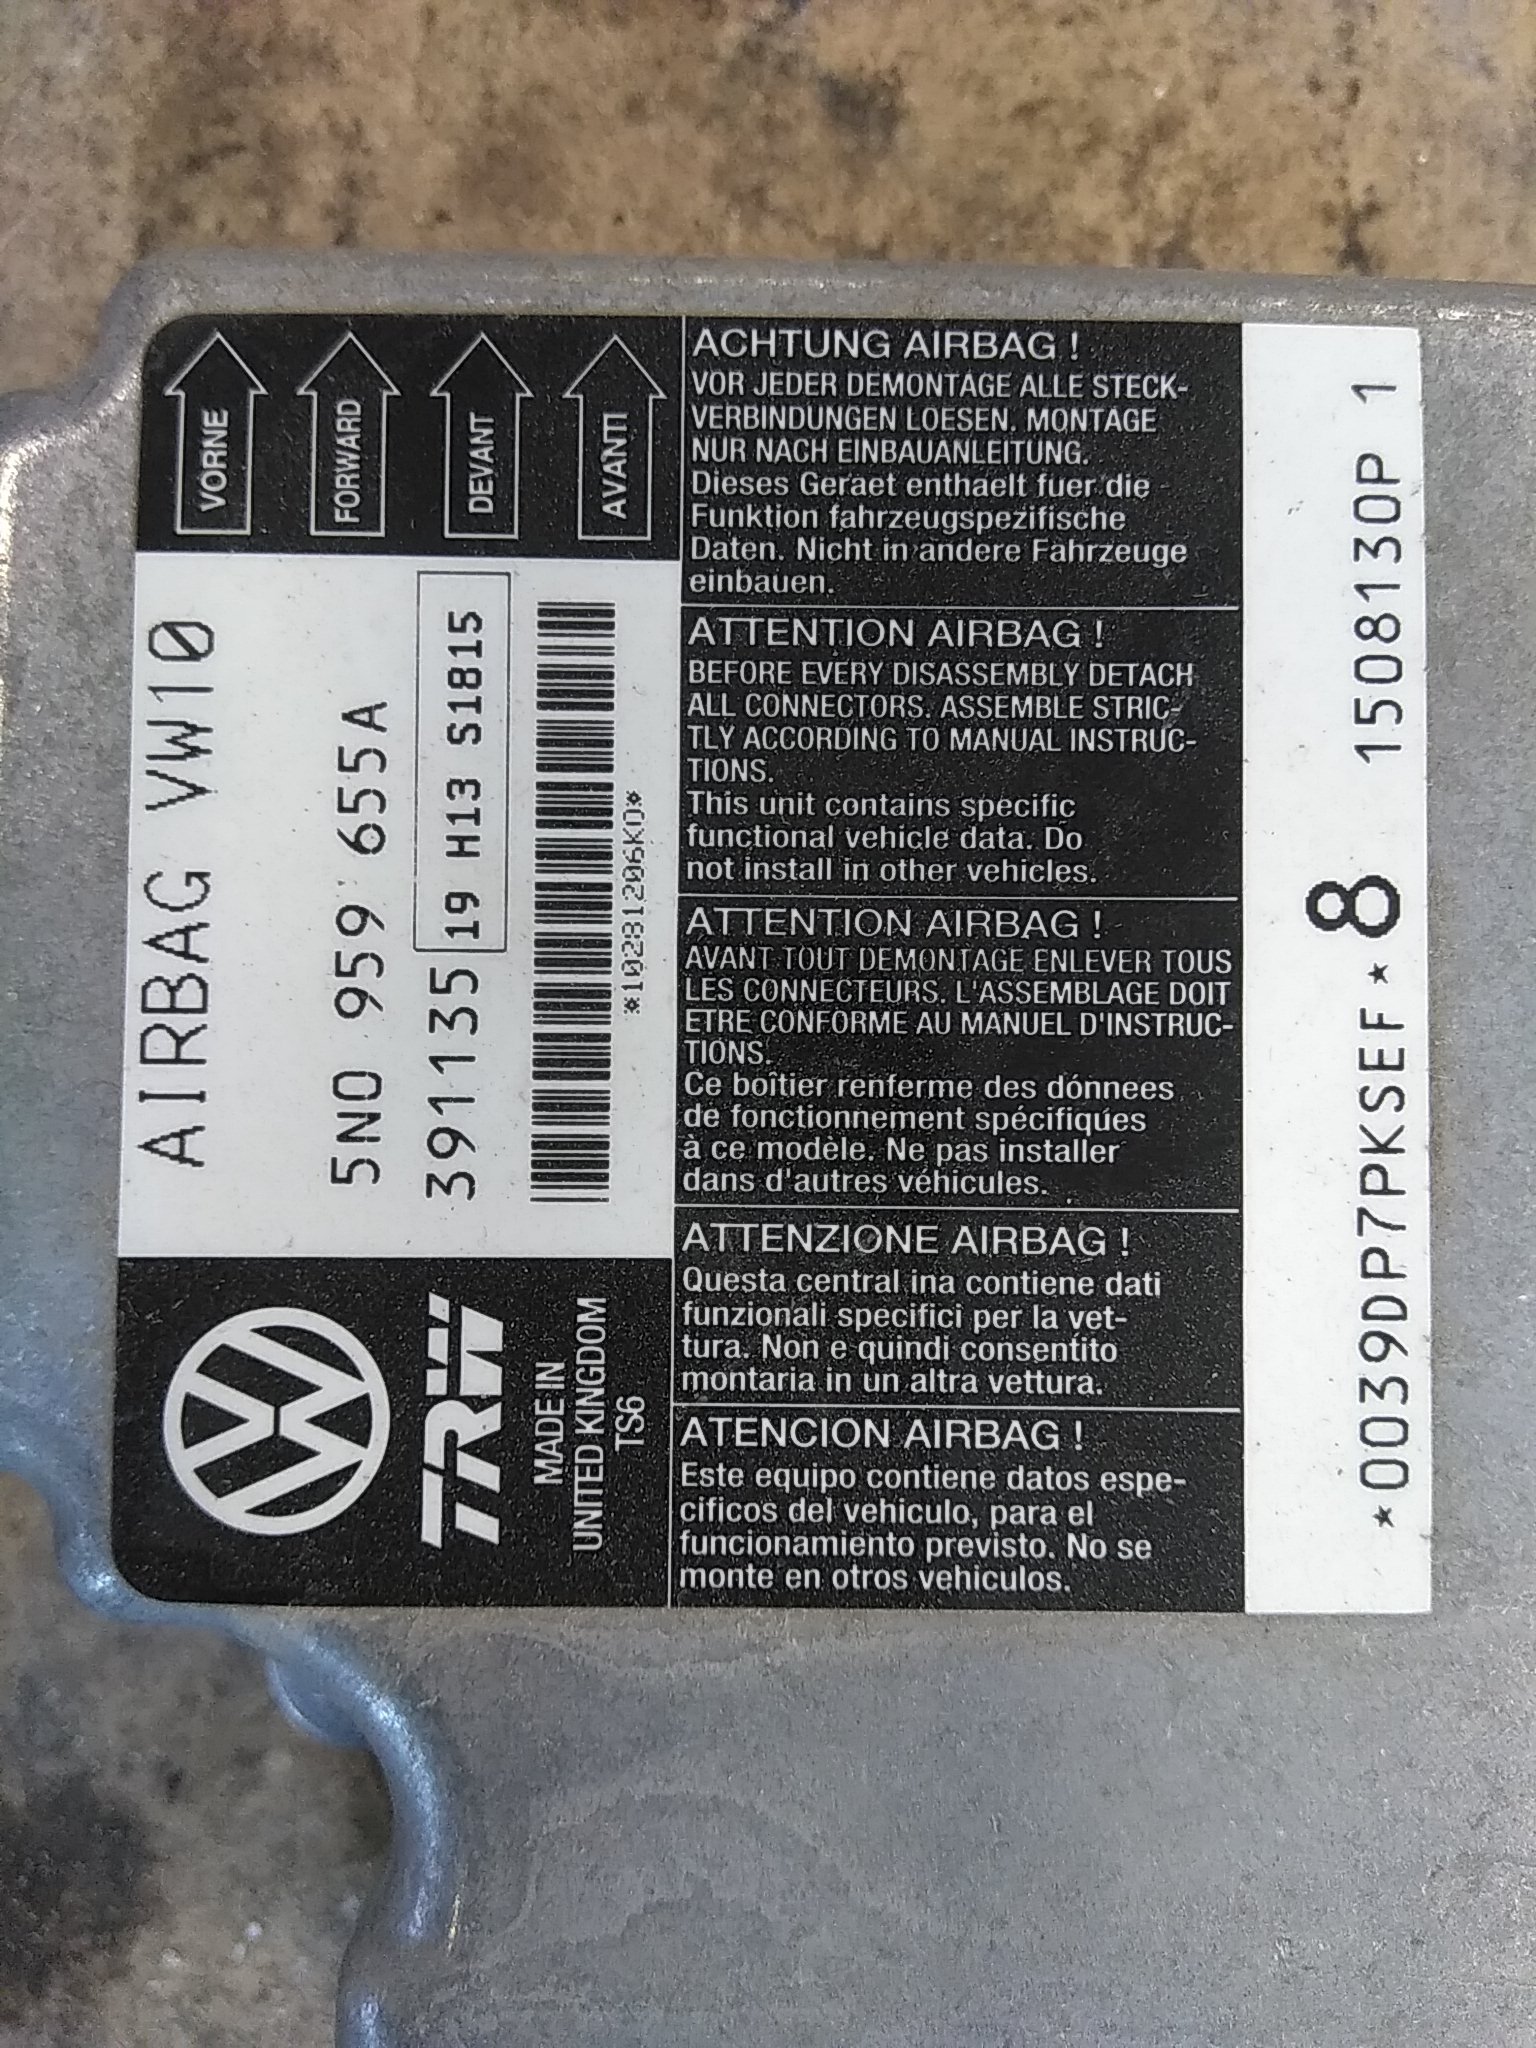 VORNE
FORWARD
DEVANT
AVANTI
AIRBAG VW10
5N0 959 655A
391135 19 H13 S1815
*10281206KO*
TRW
MADE IN
UNITED KINGDOM
TS6
ACHTUNG AIRBAG !
VOR JEDER DEMONTAGE ALLE STECK-
VERBINDUNGEN LOESEN. MONTAGE
NUR NACH EINBAUANLEITUNG.
Dieses Geraet enthaelt fuer die
Funktion fahrzeugspezifische
Daten. Nicht in andere Fahrzeuge
einbauen.
ATTENTION AIRBAG !
BEFORE EVERY DISASSEMBLY DETACH
ALL CONNECTORS. ASSEMBLE STRIC-
TLY ACCORDING TO MANUAL INSTRUC-
TIONS.
This unit contains specific
functional vehicle data. Do
not install in other vehicles.
ATTENTION AIRBAG !
AVANT TOUT DEMONTAGE ENLEVER TOUS
LES CONNECTEURS. L'ASSEMBLAGE DOIT
ETRE CONFORME AU MANUEL D'INSTRUC-
TIONS.
Ce boîtier renferme des dónnees
de fonctionnement spécifiques
à ce modèle. Ne pas installer
dans d'autres véhicules.
ATTENZIONE AIRBAG !
Questa central ina contiene dati
funzionali specifici per la vet-
tura. Non e quindi consentito
montaria in un altra vettura.
ATENCION AIRBAG !
Este equipo contiene datos espe-
cificos del vehiculo, para el
funcionamiento previsto. No se
monte en otros vehiculos.
*0039DP7PKSEF* 8 1508130P 1